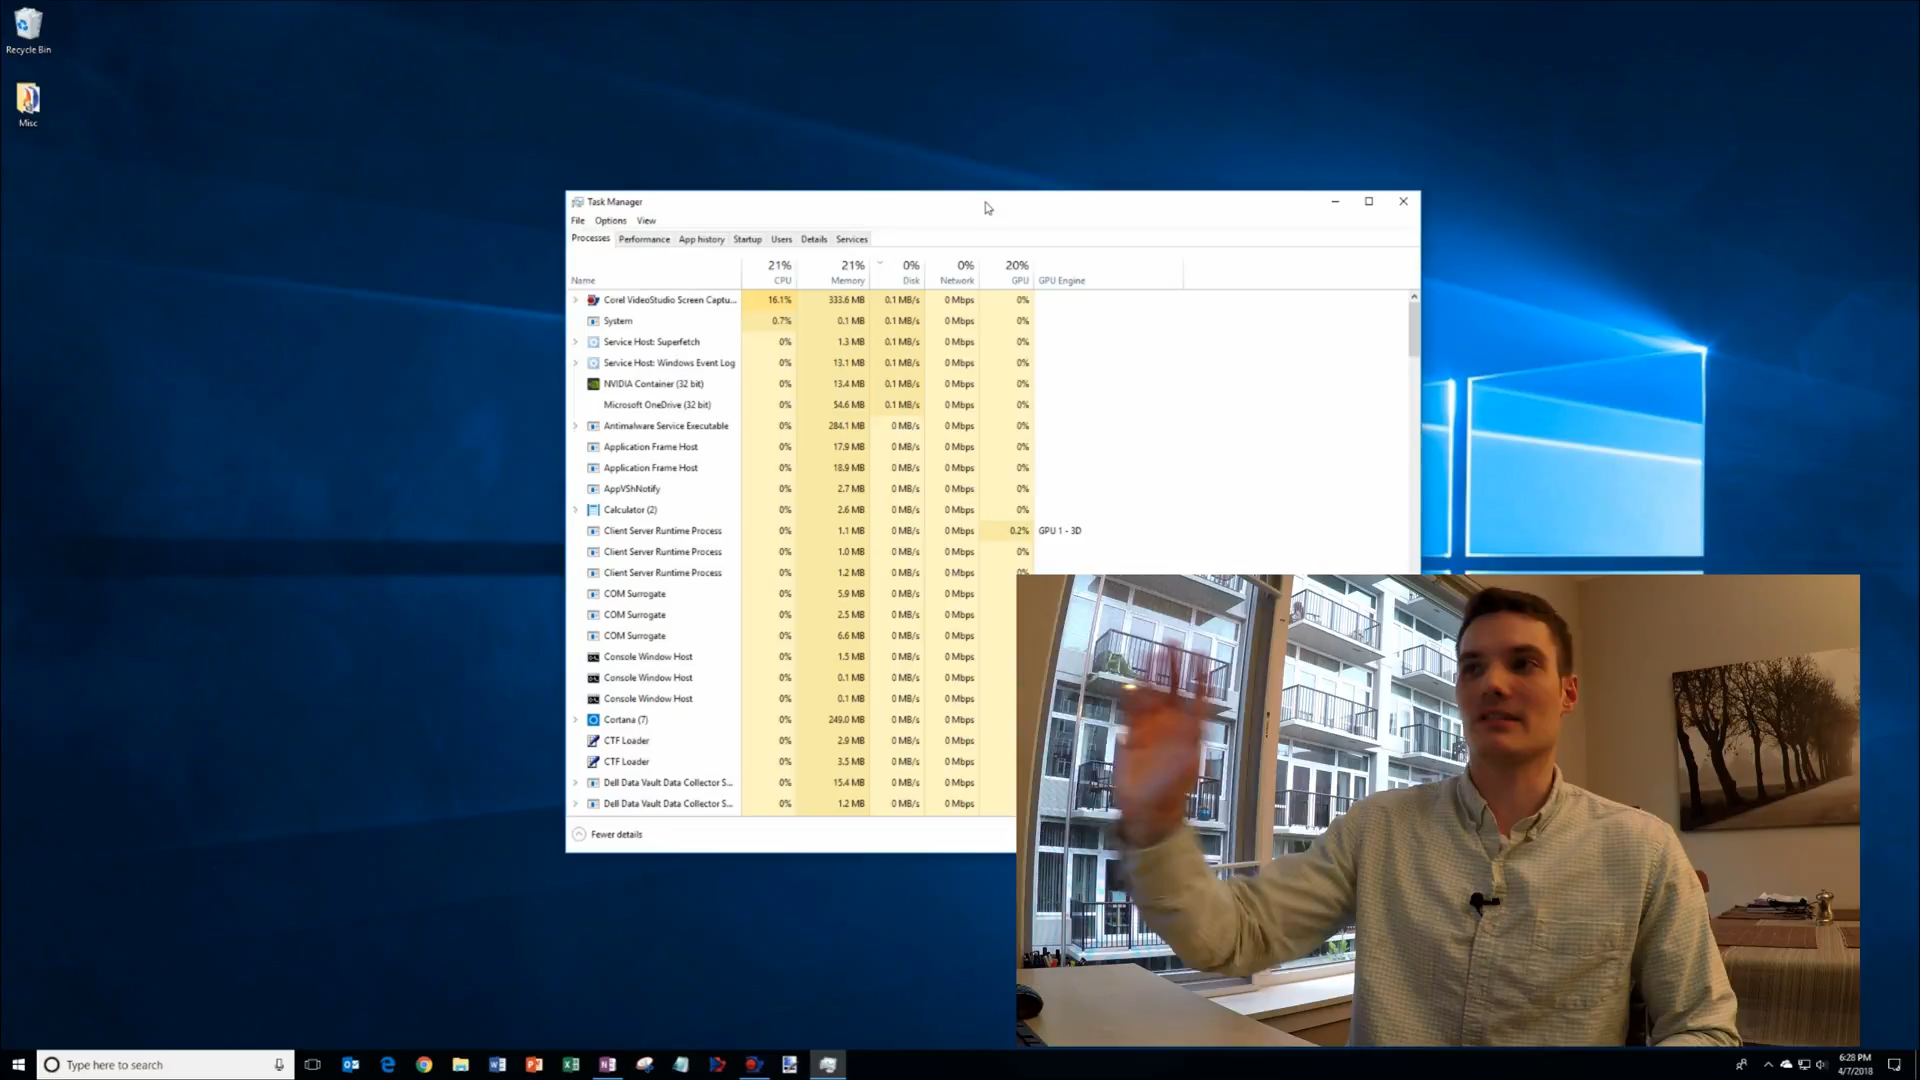 Recycle Bin
Misc
Task Manager
File Options View
Processes Performance App history Startup Users Details Services
21% 21% 0% 0% 20%
Name CPU Memory Disk Network GPU GPU Engine
Corel VideoStudio Screen Captu... 16.1% 333.6 MB 0.1 MB/s 0 Mbps 0%
System 0.7% 0.1 MB 0.1 MB/s 0 Mbps 0%
Service Host: Superfetch 0% 1.3 MB 0.1 MB/s 0 Mbps 0%
Service Host: Windows Event Log 0% 13.1 MB 0.1 MB/s 0 Mbps 0%
NVIDIA Container (32 bit) 0% 13.4 MB 0.1 MB/s 0 Mbps 0%
Microsoft OneDrive (32 bit) 0% 54.6 MB 0.1 MB/s 0 Mbps 0%
Antimalware Service Executable 0% 284.1 MB 0 MB/s 0 Mbps 0%
Application Frame Host 0% 17.9 MB 0 MB/s 0 Mbps 0%
Application Frame Host 0% 18.9 MB 0 MB/s 0 Mbps 0%
AppVShNotify 0% 2.7 MB 0 MB/s 0 Mbps 0%
Calculator (2) 0% 2.6 MB 0 MB/s 0 Mbps 0%
Client Server Runtime Process 0% 1.1 MB 0 MB/s 0 Mbps 0.2% GPU 1 - 3D
Client Server Runtime Process 0% 1.0 MB 0 MB/s 0 Mbps 0%
Client Server Runtime Process 0% 1.2 MB 0 MB/s 0 Mbps 0%
COM Surrogate 0% 5.9 MB 0 MB/s 0 Mbps
COM Surrogate 0% 2.5 MB 0 MB/s 0 Mbps
COM Surrogate 0% 6.6 MB 0 MB/s 0 Mbps
Console Window Host 0% 1.5 MB 0 MB/s 0 Mbps
Console Window Host 0% 0.1 MB 0 MB/s 0 Mbps
Console Window Host 0% 0.1 MB 0 MB/s 0 Mbps
Cortana (7) 0% 249.0 MB 0 MB/s 0 Mbps
CTF Loader 0% 2.9 MB 0 MB/s 0 Mbps
CTF Loader 0% 3.5 MB 0 MB/s 0 Mbps
Dell Data Vault Data Collector S... 0% 15.4 MB 0 MB/s 0 Mbps
Dell Data Vault Data Collector S... 0% 1.2 MB 0 MB/s 0 Mbps
Fewer details
Type here to search
6:28 PM
4/7/2018